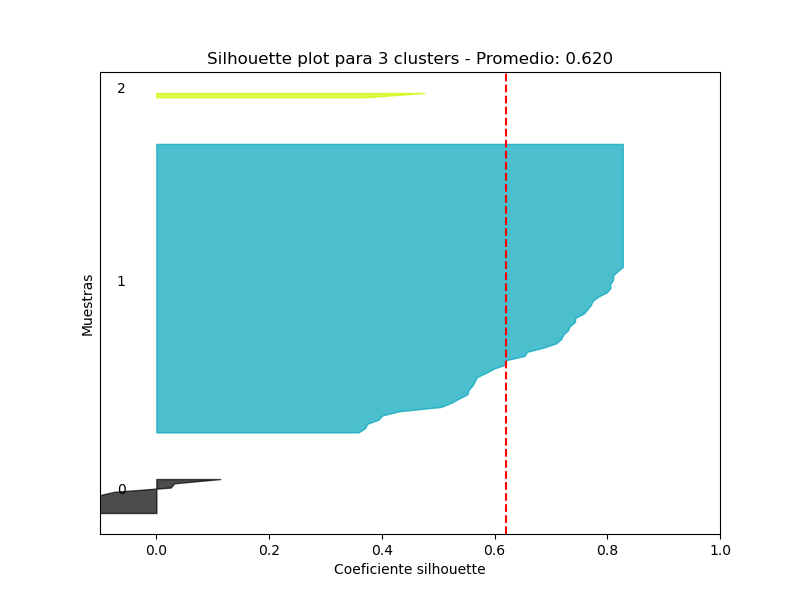 Silhouette plot para 3 clusters - Promedio: 0.620
2
1
0
Muestras
0.0 0.2 0.4 0.6 0.8 1.0
Coeficiente silhouette